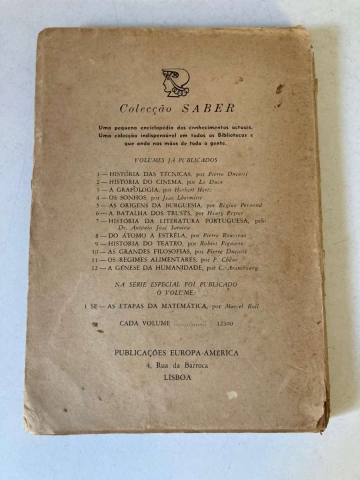 Colecção SABER
Uma pequena enciclopédia dos conhecimentos actuais.
Uma colecção indispensável em todas as Bibliotecas e
que anda nas mãos de toda a gente.
VOLUMES JÁ PUBLICADOS
1 — HISTÓRIA DAS TÉCNICAS, por Pierre Ducassé
2 — HISTÓRIA DO CINEMA, por Lo Duca
3 — A GRAFOLOGIA, por Herbert Hertz
4 — OS SONHOS, por Jean Lhermitte
5 — AS ORIGENS DA BURGUESIA, por Régine Pernoud
6 — A BATALHA DOS TRUSTS, por Henry Peyret
7 — HISTÓRIA DA LITERATURA PORTUGUESA, pelo
Dr. António José Saraiva
8 — DO ÁTOMO À ESTRELA, por Pierre Rousseau
9 — HISTÓRIA DO TEATRO, por Robert Pignarre
10 — AS GRANDES FILOSOFIAS, por Pierre Ducassé
11 — OS REGIMES ALIMENTARES, por P. Chêne
12 — A GÉNESE DA HUMANIDADE, por C. Arambourg
NA SÉRIE ESPECIAL FOI PUBLICADO
O VOLUME:
1 SE — AS ETAPAS DA MATEMÁTICA, por Marcel Boll
CADA VOLUME .............. 12$00
PUBLICAÇÕES EUROPA-AMÉRICA
4, Rua da Barroca
LISBOA